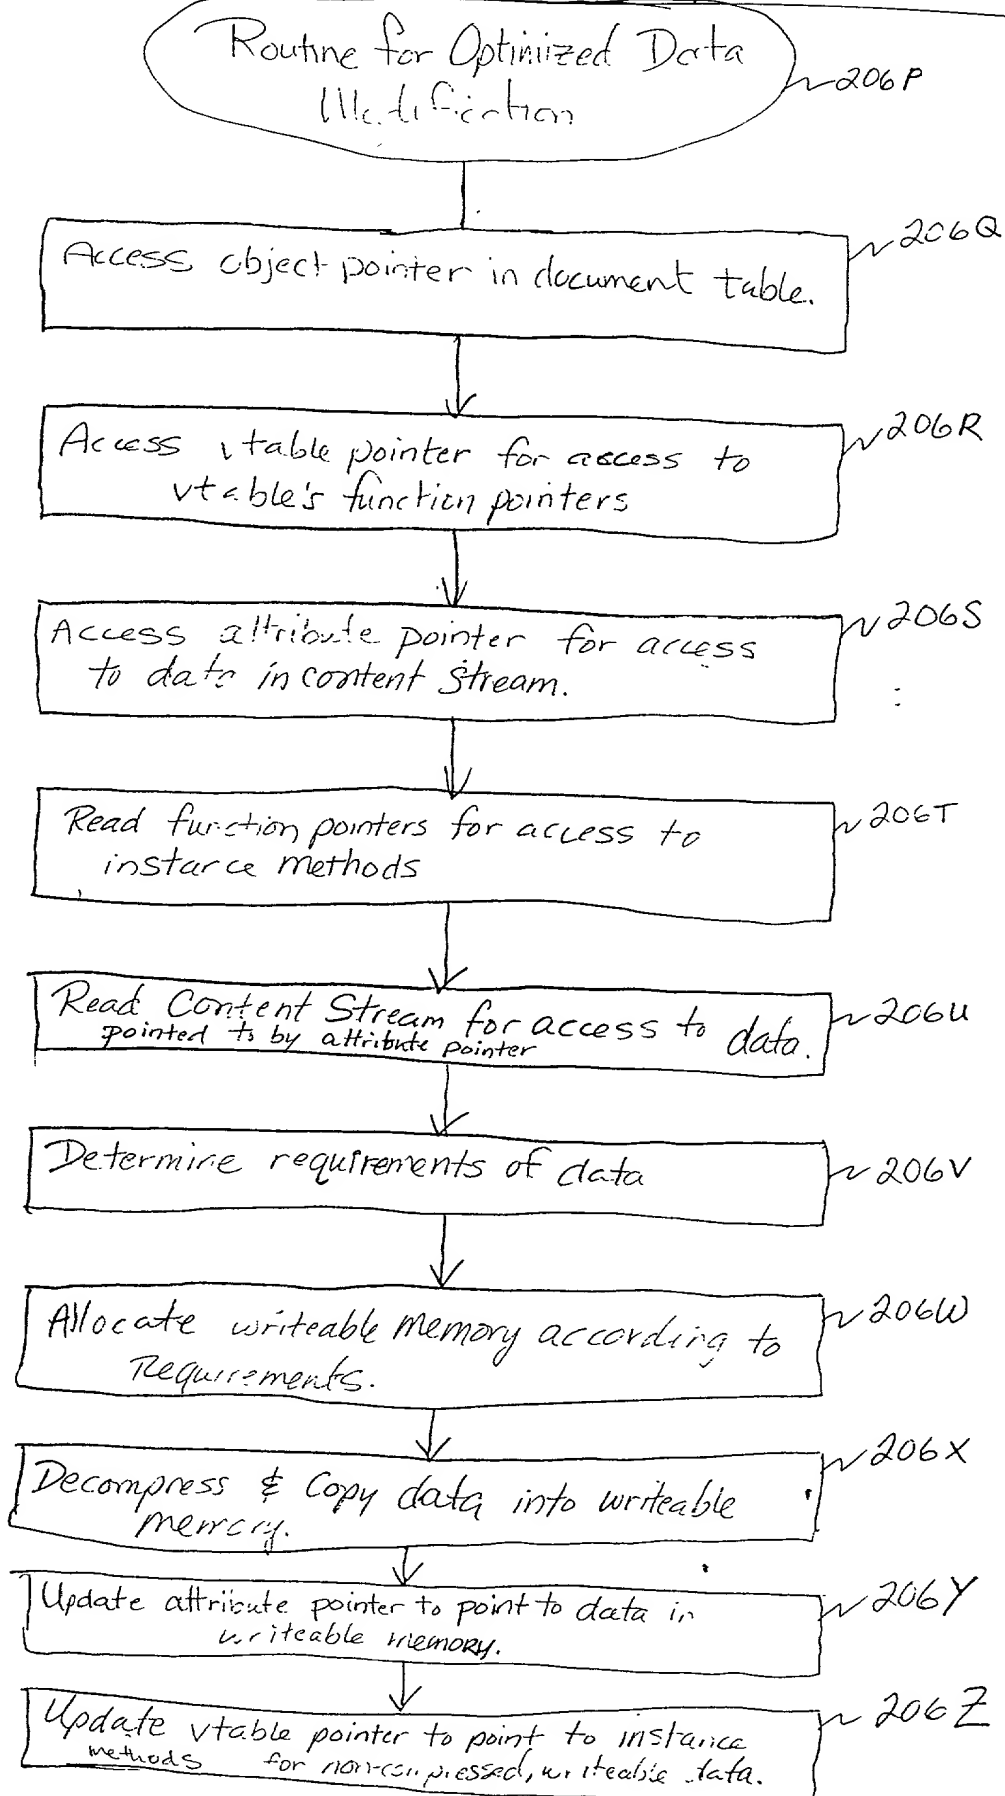 Routine for Optimized Data
Modification
206P
Access object pointer in document table.
206Q
Access vtable pointer for access to
vtable's function pointers
206R
Access attribute pointer for access
to data in content Stream.
206S
Read function pointers for access to
instance methods
206T
Read Content Stream for access to data.
pointed to by attribute pointer
206U
Determine requirements of data
206V
Allocate writeable memory according to
Requirements.
206W
Decompress & Copy data into writeable
memory.
206X
Update attribute pointer to point to data in
writeable memory.
206Y
Update vtable pointer to point to instance
methods for non-compressed, writeable data.
206Z